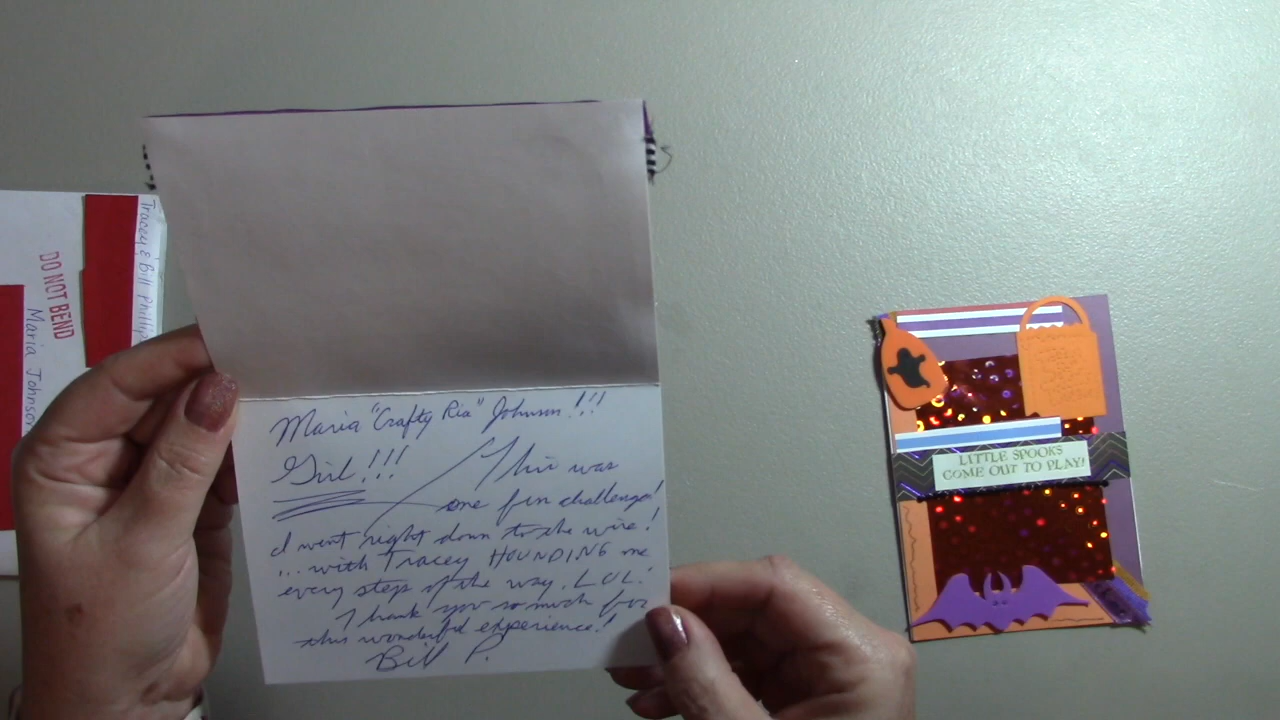 Maria "Crafty Ria" Johnson!!!
Girl!!! This was
one fun challenge!
I went right down to the wire!
... with Tracey HOUNDING me
every step of the way. LOL!
Thank you so much for
this wonderful experience!
Bill P.
Tracey & Bill Phillip
DO NOT BEND
Maria Johnson
LITTLE SPOOKS
COME OUT TO PLAY!